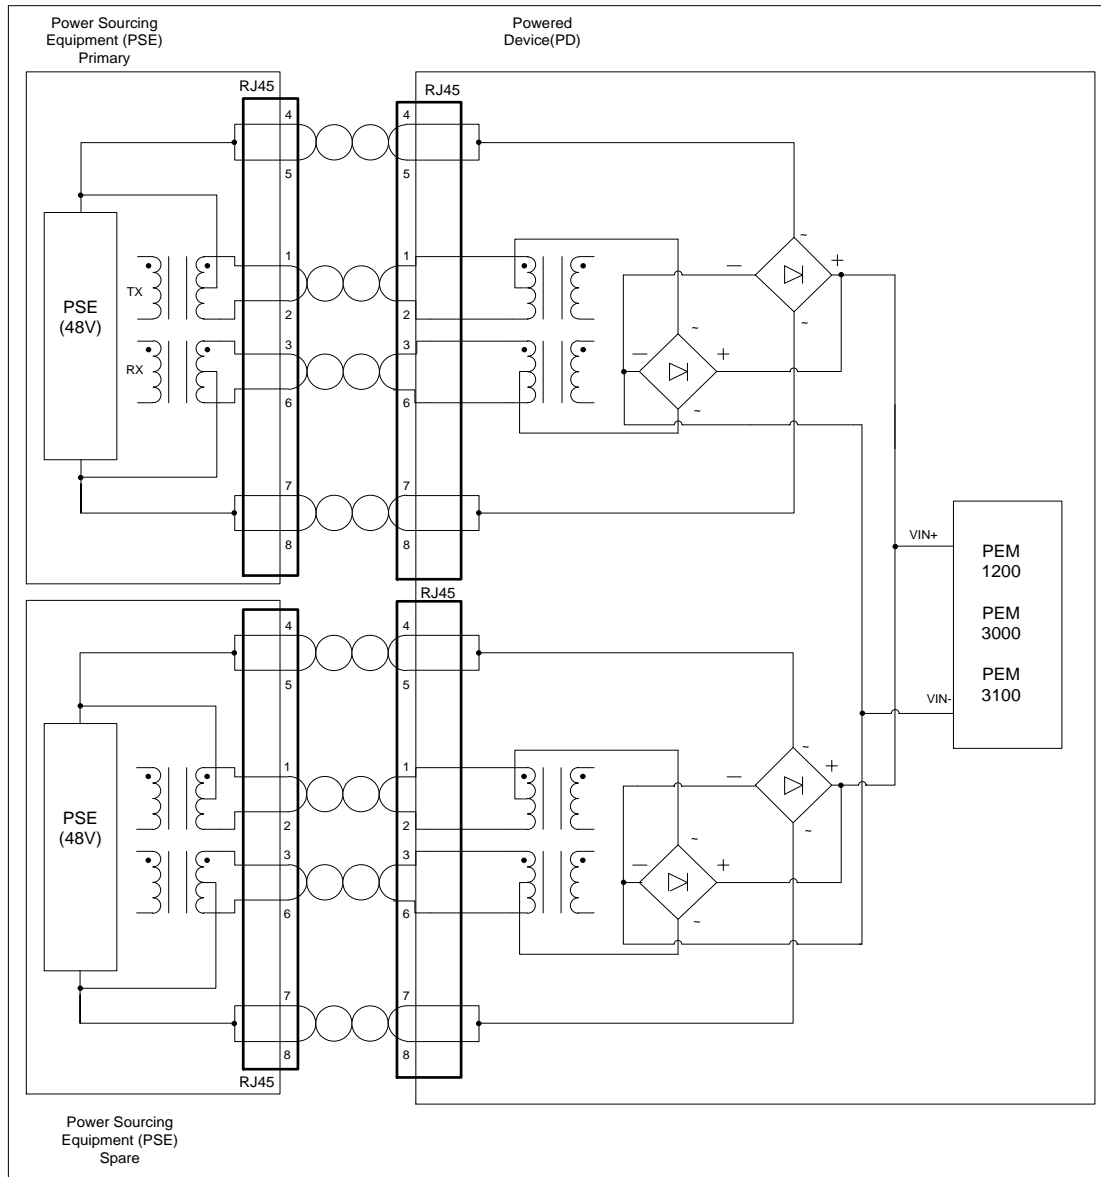 Power Sourcing
Equipment (PSE)
Primary
Powered
Device(PD)
RJ45
RJ45
4
4
5
5
1
1
TX
2
2
PSE
(48V)
3
3
RX
6
6
7
7
8
8
~
—
+
~
~
—
+
~
VIN+
PEM
1200
PEM
3000
PEM
3100
VIN-
RJ45
4
4
5
5
1
1
2
2
PSE
(48V)
3
3
6
6
7
7
8
8
~
—
+
~
~
—
+
~
RJ45
Power Sourcing
Equipment (PSE)
Spare